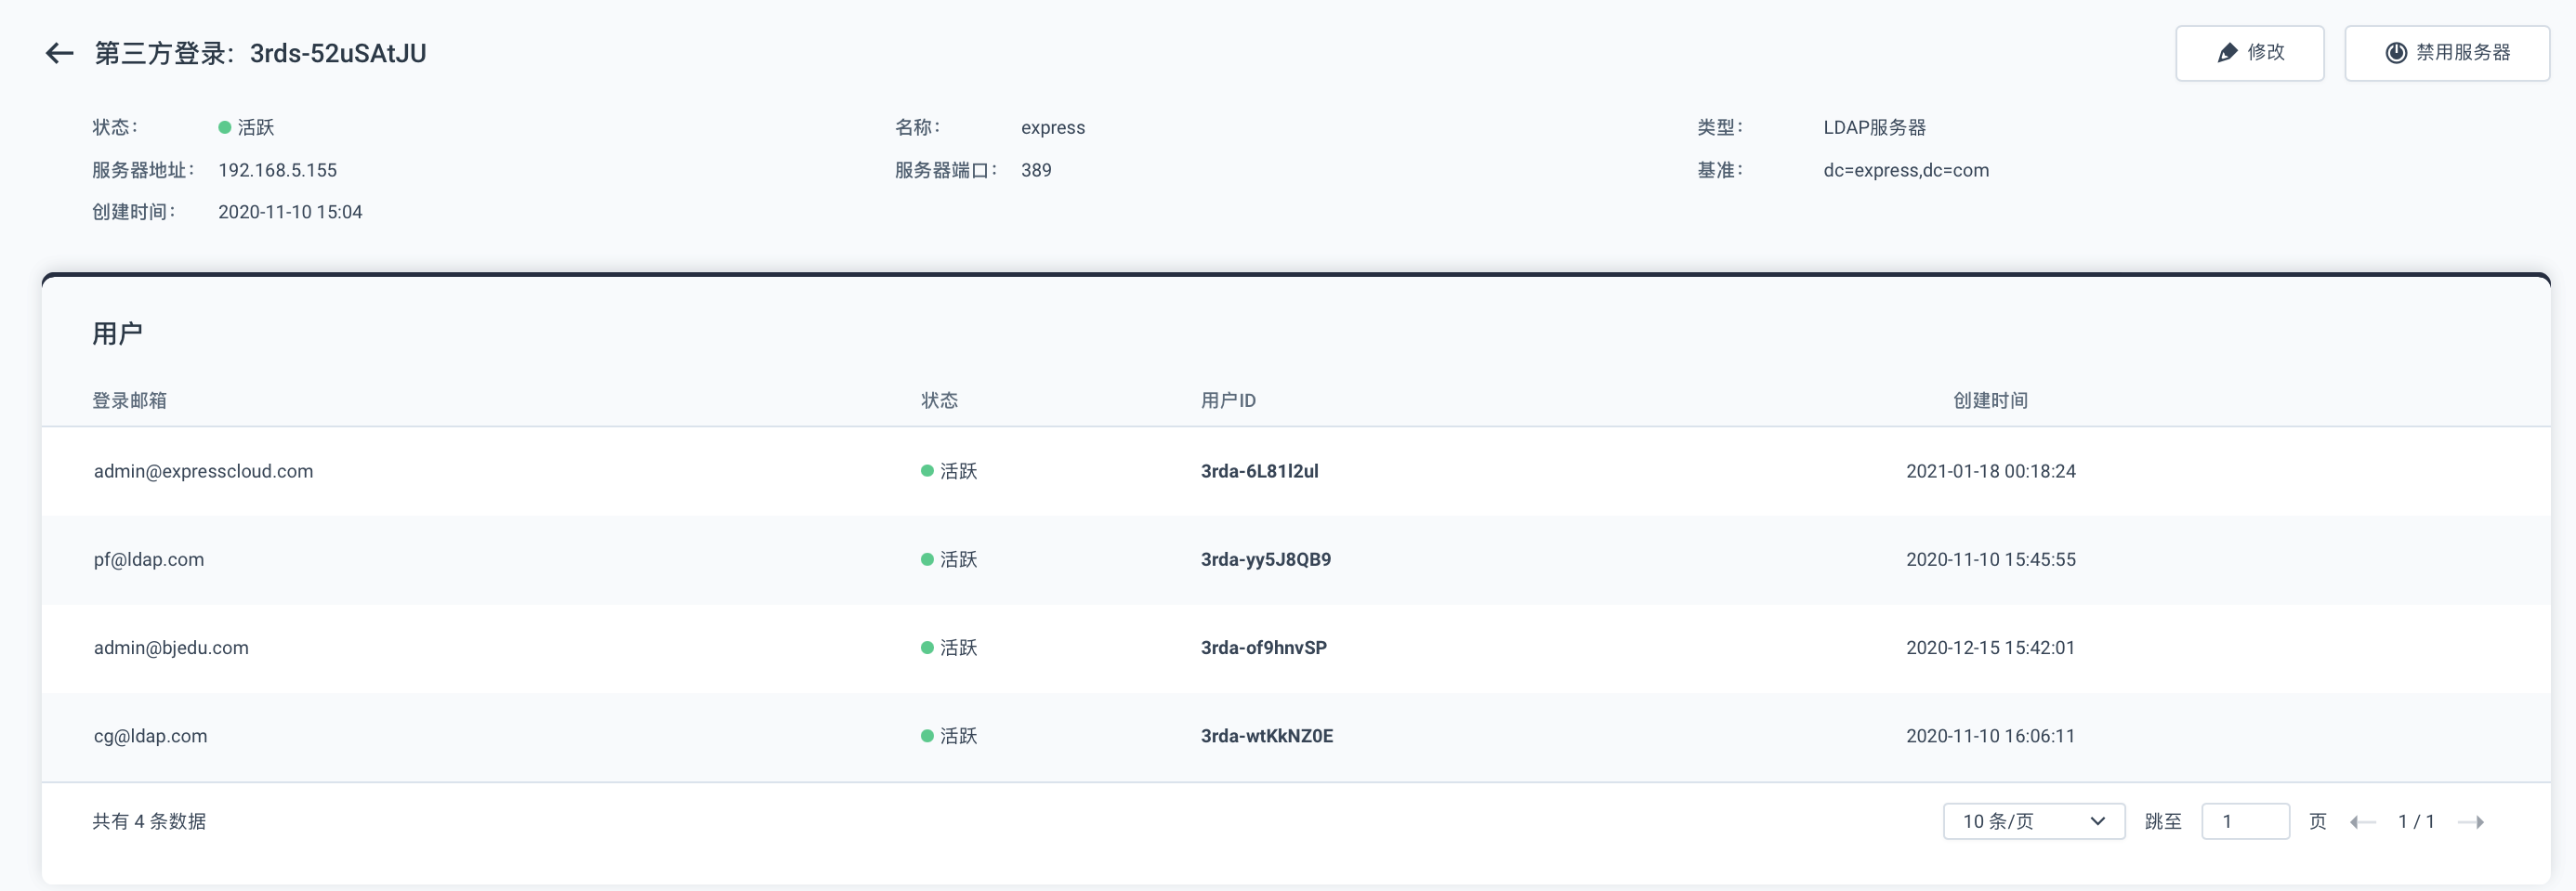 第三方登录：3rds-52uSAtJU 修改 禁用服务器
状态： 活跃 名称： express 类型： LDAP服务器
服务器地址： 192.168.5.155 服务器端口： 389 基准： dc=express,dc=com
创建时间： 2020-11-10 15:04
用户
登录邮箱 状态 用户ID 创建时间
admin@expresscloud.com 活跃 3rda-6L81l2ul 2021-01-18 00:18:24
pf@ldap.com 活跃 3rda-yy5J8QB9 2020-11-10 15:45:55
admin@bjedu.com 活跃 3rda-of9hnvSP 2020-12-15 15:42:01
cg@ldap.com 活跃 3rda-wtKkNZ0E 2020-11-10 16:06:11
共有 4 条数据 10 条/页 跳至 1 页 1 / 1